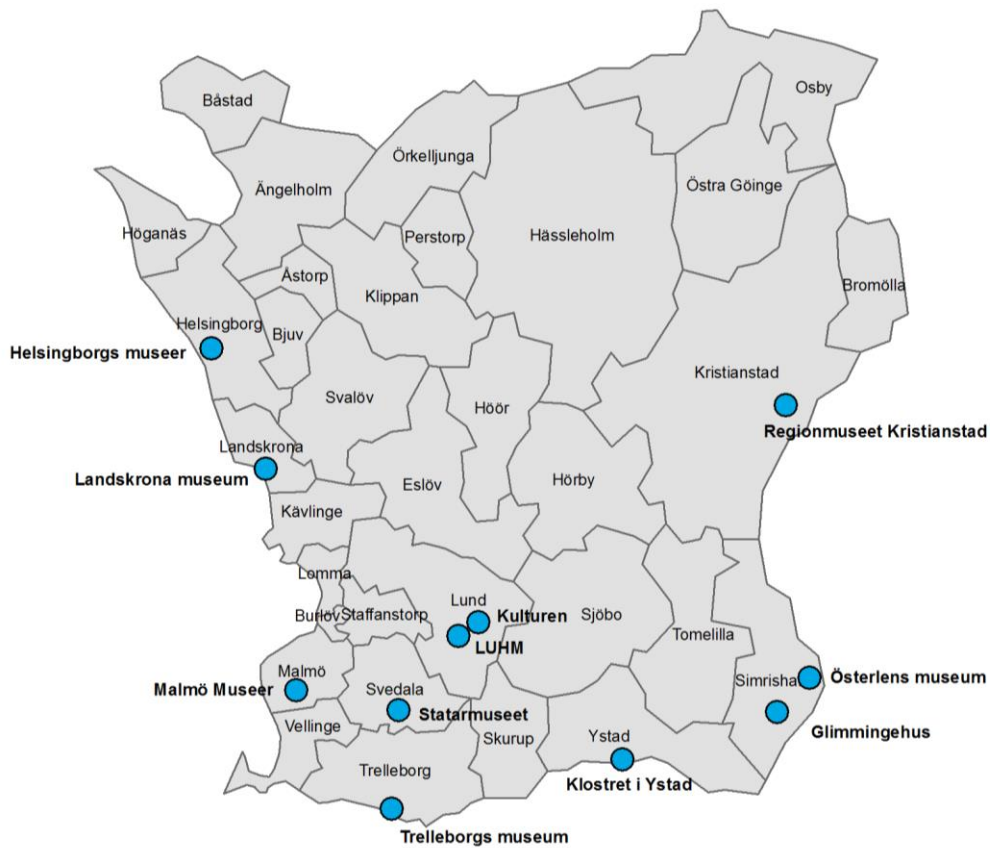 Osby
Båstad
Örkelljunga
Östra Göinge
Ängelholm
Höganäs
Perstorp
Hässleholm
Åstorp
Bromölla
Klippan
Helsingborg
Bjuv
Helsingborgs museer
Kristianstad
Svalöv
Höör
Regionmuseet Kristianstad
Landskrona
Landskrona museum
Eslöv
Hörby
Kävlinge
Lomma
Lund
Burlöv
Staffanstorp
Kulturen
Sjöbo
Tomelilla
LUHM
Malmö
Simrisha
Österlens museum
Malmö Museer
Svedala
Statarmuseet
Vellinge
Skurup
Ystad
Glimmingehus
Trelleborg
Klostret i Ystad
Trelleborgs museum